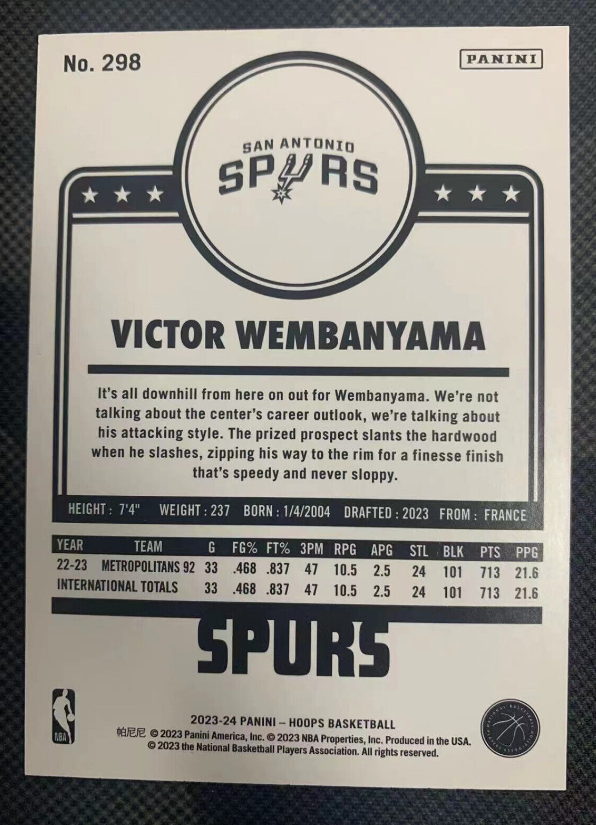 No. 298
PANINI
SAN ANTONIO
SPURS
VICTOR WEMBANYAMA
It's all downhill from here on out for Wembanyama. We're not
talking about the center's career outlook, we're talking about
his attacking style. The prized prospect slants the hardwood
when he slashes, zipping his way to the rim for a finesse finish
that's speedy and never sloppy.
HEIGHT: 7'4" WEIGHT: 237 BORN: 1/4/2004 DRAFTED: 2023 FROM: FRANCE
YEAR TEAM G FG% FT% 3PM RPG APG STL BLK PTS PPG
22-23 METROPOLITANS 92 33 .468 .837 47 10.5 2.5 24 101 713 21.6
INTERNATIONAL TOTALS 33 .468 .837 47 10.5 2.5 24 101 713 21.6
SPURS
2023-24 PANINI – HOOPS BASKETBALL
帕尼尼 © 2023 Panini America, Inc. © 2023 NBA Properties, Inc. Produced in the USA.
© 2023 the National Basketball Players Association. All rights reserved.
NBA